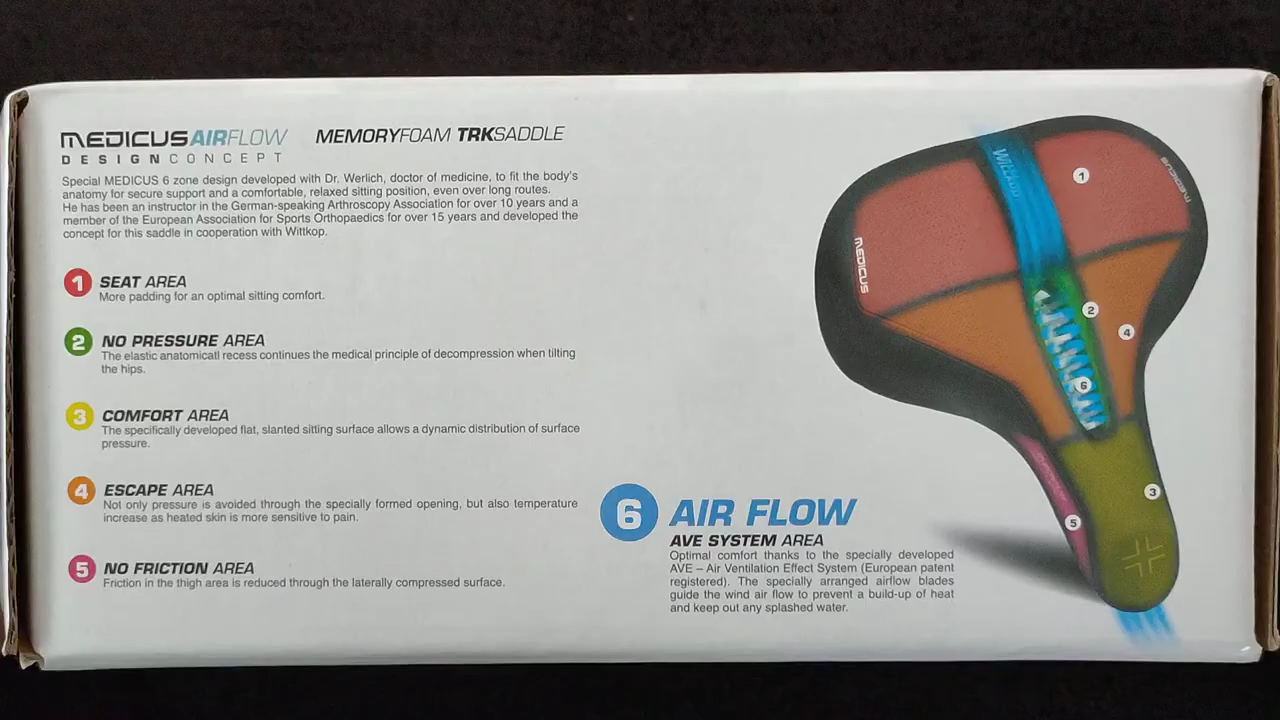 MEDICUS AIRFLOW
DESIGN CONCEPT
MEMORYFOAM TRKSADDLE
Special MEDICUS 6 zone design developed with Dr. Werlich, doctor of medicine, to fit the body's
anatomy for secure support and a comfortable, relaxed sitting position, even over long routes.
He has been an instructor in the German-speaking Arthroscopy Association for over 10 years and a
member of the European Association for Sports Orthopaedics for over 15 years and developed the
concept for this saddle in cooperation with Wittkop.
1 SEAT AREA
More padding for an optimal sitting comfort.
2 NO PRESSURE AREA
The elastic anatomicatl recess continues the medical principle of decompression when tilting
the hips.
3 COMFORT AREA
The specifically developed flat, slanted sitting surface allows a dynamic distribution of surface
pressure.
4 ESCAPE AREA
Not only pressure is avoided through the specially formed opening, but also temperature
increase as heated skin is more sensitive to pain.
5 NO FRICTION AREA
Friction in the thigh area is reduced through the laterally compressed surface.
6 AIR FLOW
AVE SYSTEM AREA
Optimal comfort thanks to the specially developed
AVE – Air Ventilation Effect System (European patent
registered). The specially arranged airflow blades
guide the wind air flow to prevent a build-up of heat
and keep out any splashed water.
WITTKOP
MEDICUS
MEDICUS
1
2
4
6
3
5